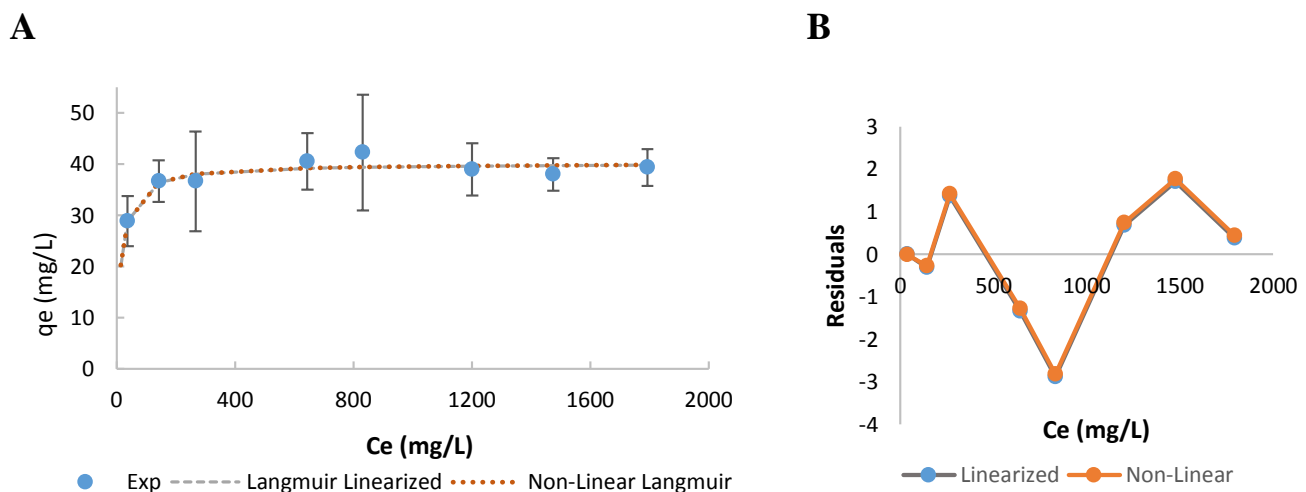 A
50
40
30
20
10
0
qe (mg/L)
0 400 800 1200 1600 2000
Ce (mg/L)
Exp Langmuir Linearized Non-Linear Langmuir
B
3
2
1
0
-1
-2
-3
-4
Residuals
0 500 1000 1500 2000
Ce (mg/L)
Linearized Non-Linear